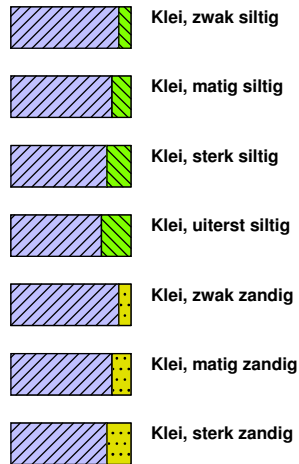 Klei, zwak siltig
Klei, matig siltig
Klei, sterk siltig
Klei, uiterst siltig
Klei, zwak zandig
Klei, matig zandig
Klei, sterk zandig